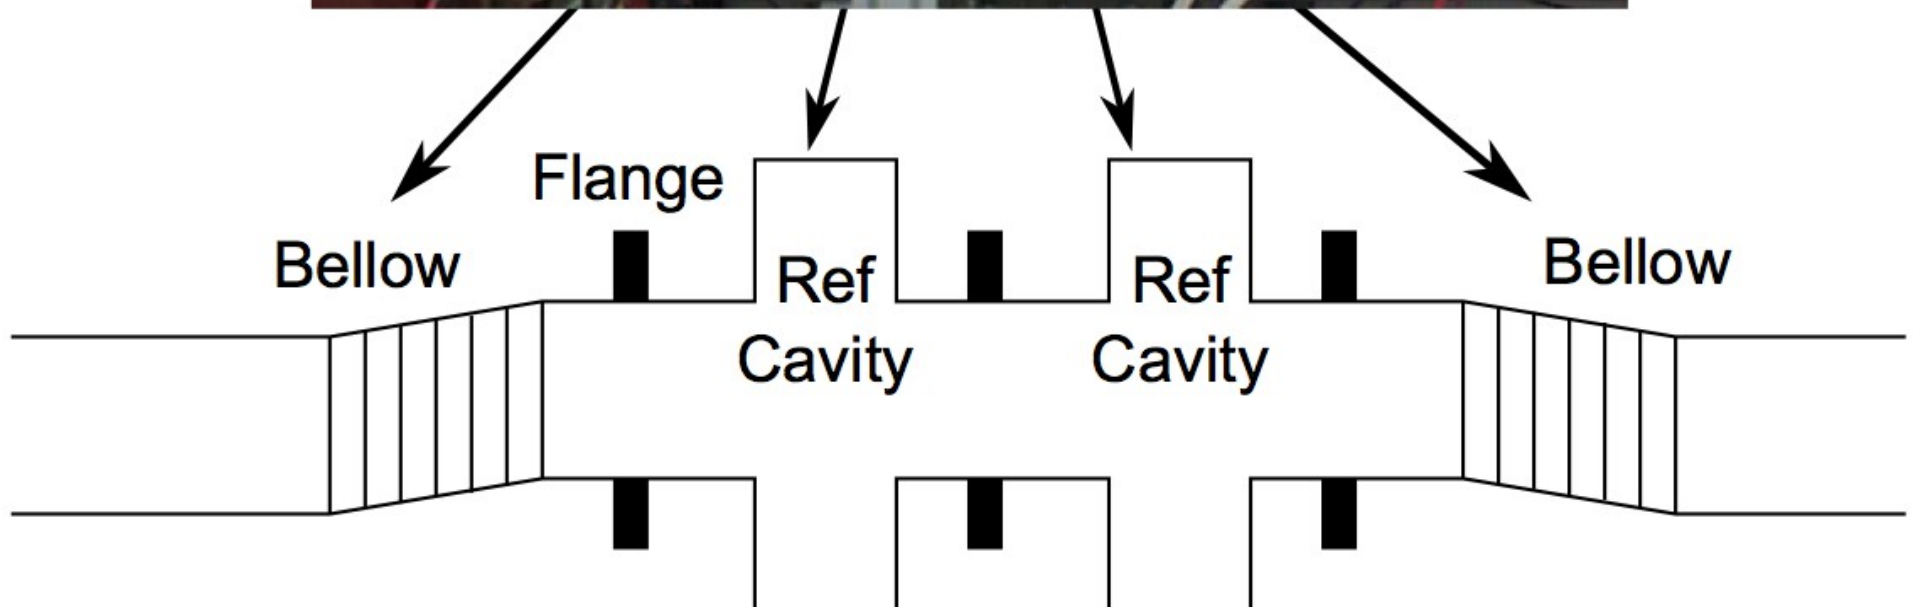 Flange
Bellow
Ref
Cavity
Ref
Cavity
Bellow